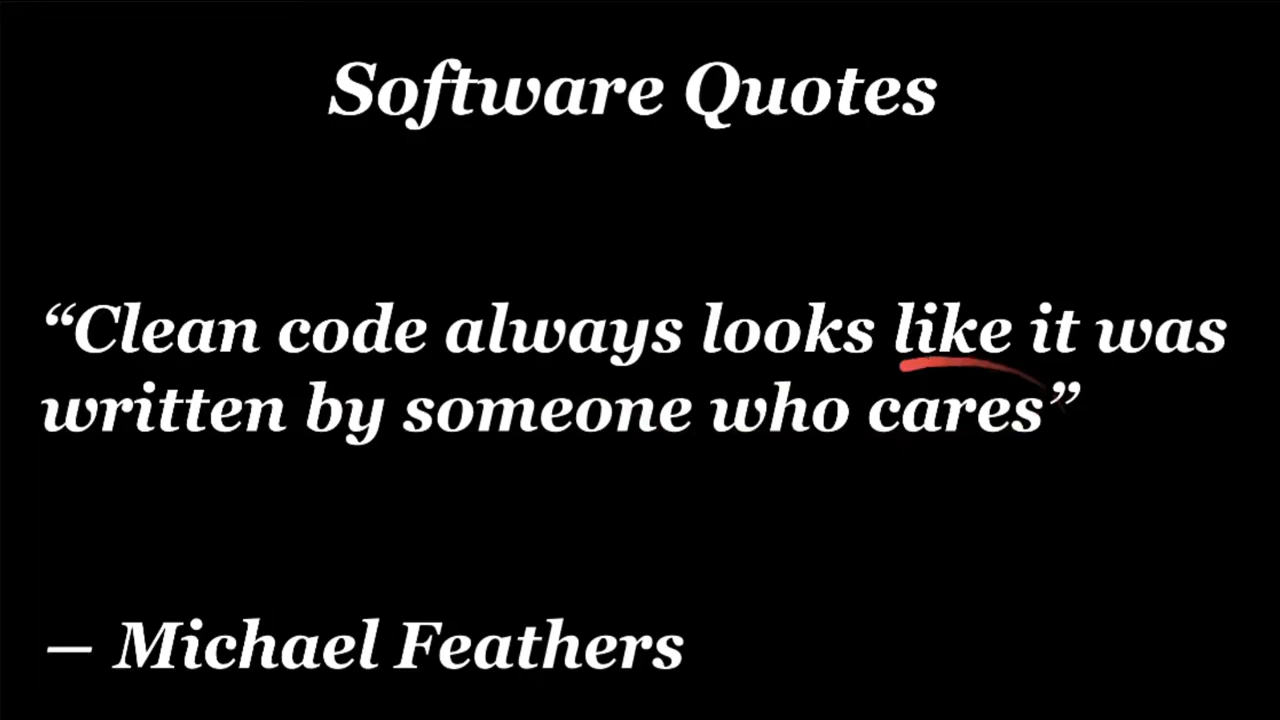 Software Quotes
“Clean code always looks like it was
written by someone who cares”
— Michael Feathers